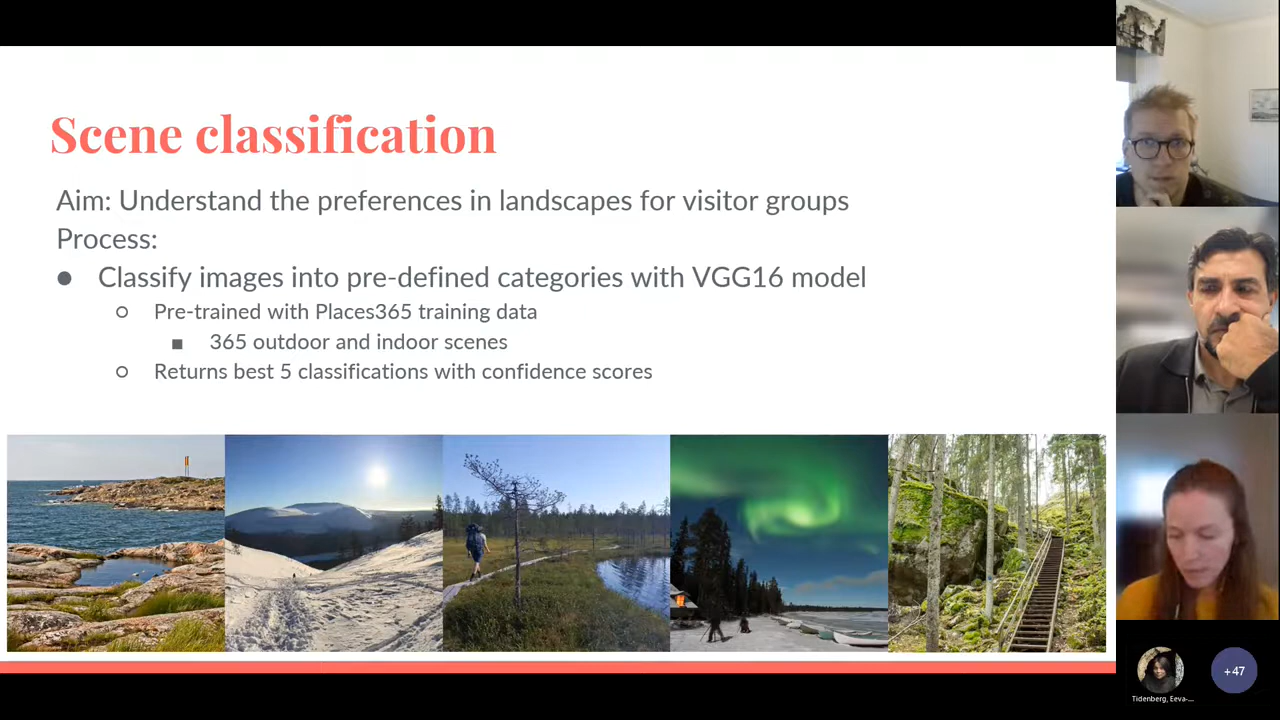 Scene classification
Aim: Understand the preferences in landscapes for visitor groups
Process:
● Classify images into pre-defined categories with VGG16 model
○ Pre-trained with Places365 training data
■ 365 outdoor and indoor scenes
○ Returns best 5 classifications with confidence scores
+47
Tidenberg, Eeva-...